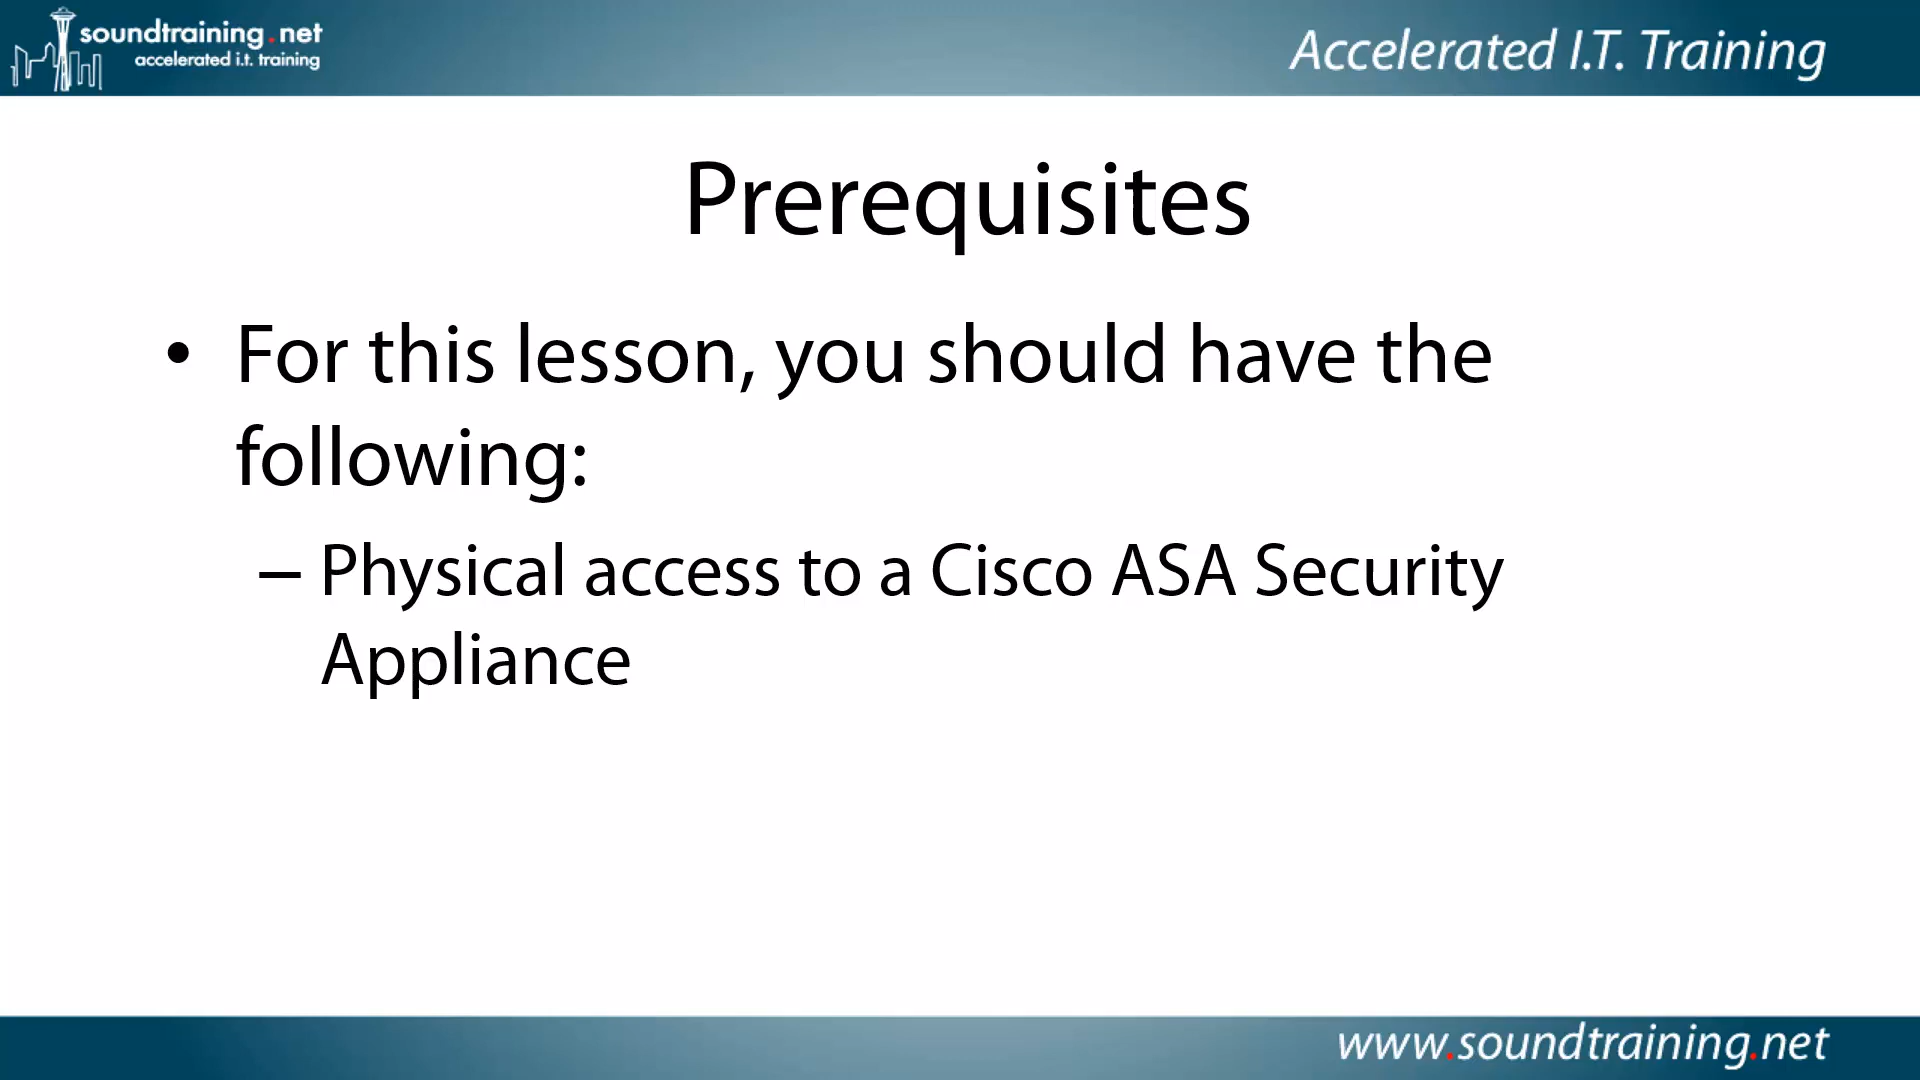 soundtraining.net
accelerated i.t. training
Accelerated I.T. Training
Prerequisites
• For this lesson, you should have the
following:
– Physical access to a Cisco ASA Security
Appliance
www.soundtraining.net